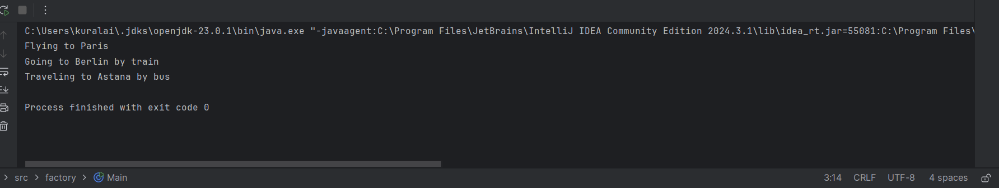 C:\Users\kuralai\.jdks\openjdk-23.0.1\bin\java.exe "-javaagent:C:\Program Files\JetBrains\IntelliJ IDEA Community Edition 2024.3.1\lib\idea_rt.jar=55081:C:\Program Files\
Flying to Paris
Going to Berlin by train
Traveling to Astana by bus
Process finished with exit code 0
src > factory > Main 3:14 CRLF UTF-8 4 spaces